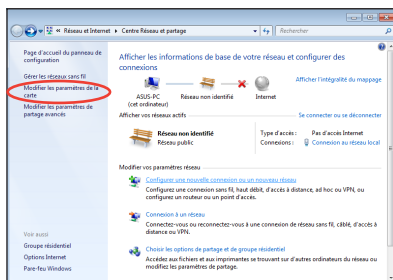 « Réseau et Internet ▸ Centre Réseau et partage
Rechercher
Page d'accueil du panneau de
configuration
Gérer les réseaux sans fil
Modifier les paramètres de la
carte
Modifier les paramètres de
partage avancés
Afficher les informations de base de votre réseau et configurer des
connexions
Afficher l'intégralité du mappage
ASUS-PC
(cet ordinateur)
Réseau non identifié
Internet
Afficher vos réseaux actifs
Se connecter ou se déconnecter
Réseau non identifié
Réseau public
Type d'accès : Pas d'accès Internet
Connexions : Connexion au réseau local
Modifier vos paramètres réseau
Configurer une nouvelle connexion ou un nouveau réseau
Configurez une connexion sans fil, haut débit, d'accès à distance, ad hoc ou VPN, ou
configurez un routeur ou un point d'accès.
Connexion à un réseau
Connectez-vous ou reconnectez-vous à une connexion de réseau sans fil, câblé, d'accès à
distance ou VPN.
Choisir les options de partage et de groupe résidentiel
Accédez aux fichiers et aux imprimantes se trouvant sur d'autres ordinateurs du réseau ou
modifiez les paramètres de partage.
Voir aussi
Groupe résidentiel
Options Internet
Pare-feu Windows